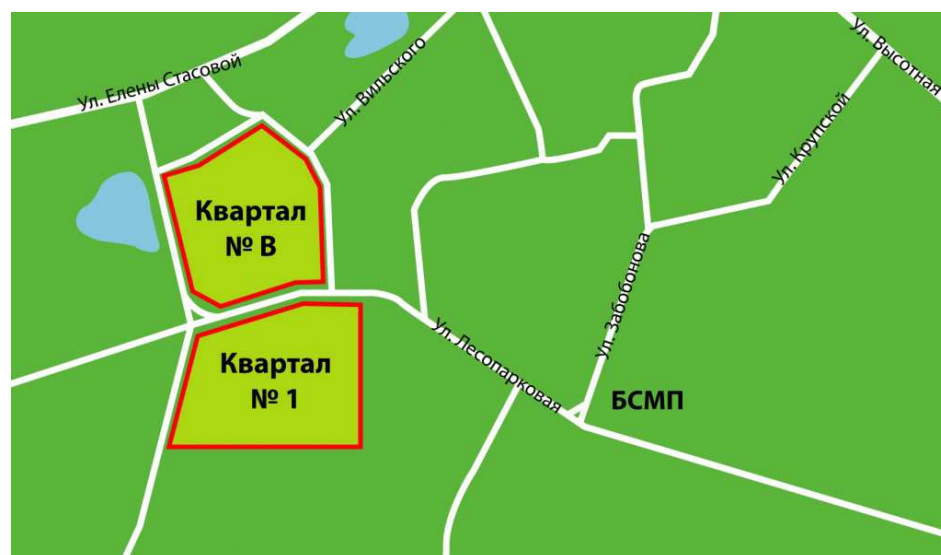 Ул. Елены Стасовой
Ул. Вильского
Ул. Высотная
Ул. Крупской
Квартал
№ В
Ул. Забобонова
Ул. Лесопарковая
Квартал
№ 1
БСМП